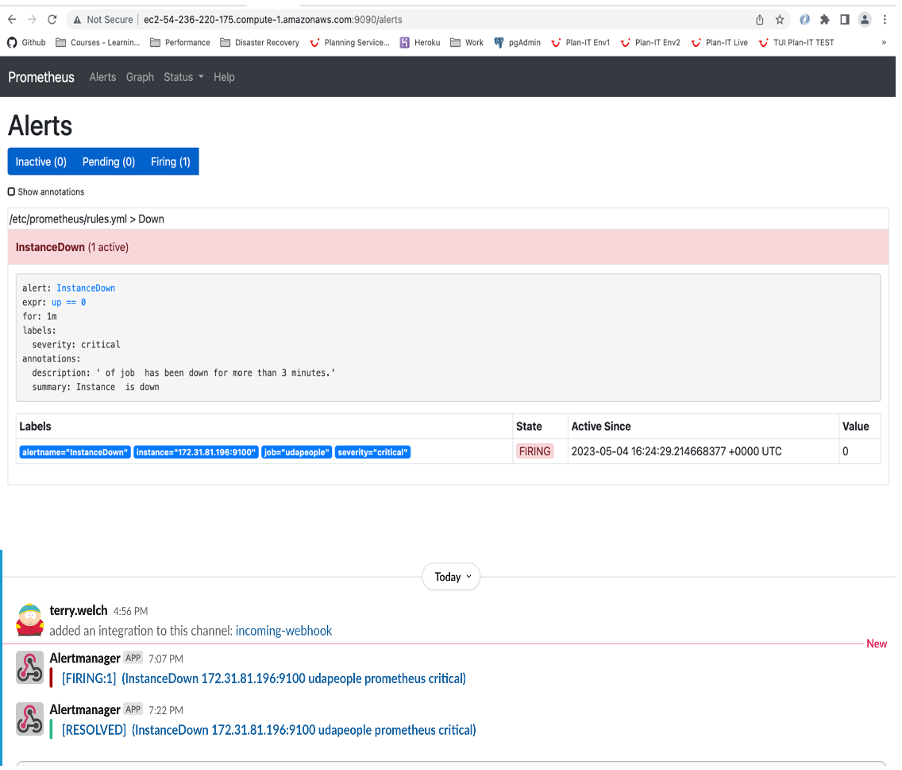 Not Secure ec2-54-236-220-175.compute-1.amazonaws.com:9090/alerts
Github Courses - Learnin... Performance Disaster Recovery Planning Service... Heroku Work pgAdmin Plan-IT Env1 Plan-IT Env2 Plan-IT Live TUI Plan-IT TEST »
Prometheus Alerts Graph Status Help
Alerts
Inactive (0) Pending (0) Firing (1)
Show annotations
/etc/prometheus/rules.yml > Down
InstanceDown (1 active)
alert: InstanceDown
expr: up == 0
for: 1m
labels:
severity: critical
annotations:
description: ' of job  has been down for more than 3 minutes.'
summary: Instance  is down
Labels State Active Since Value
alertname="InstanceDown" instance="172.31.81.196:9100" job="udapeople" severity="critical" FIRING 2023-05-04 16:24:29.214668377 +0000 UTC 0
Today
terry.welch 4:56 PM
added an integration to this channel: incoming-webhook
New
Alertmanager APP 7:07 PM
[FIRING:1] (InstanceDown 172.31.81.196:9100 udapeople prometheus critical)
Alertmanager APP 7:22 PM
[RESOLVED] (InstanceDown 172.31.81.196:9100 udapeople prometheus critical)